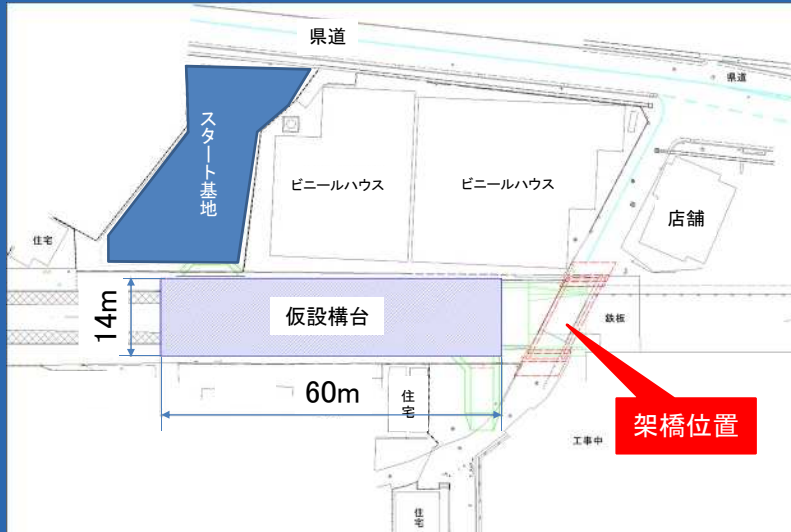 県道
県道
スタート基地
ビニールハウス
ビニールハウス
店舗
住宅
14m
仮設構台
鉄板
60m
住宅
架橋位置
工事中
住宅